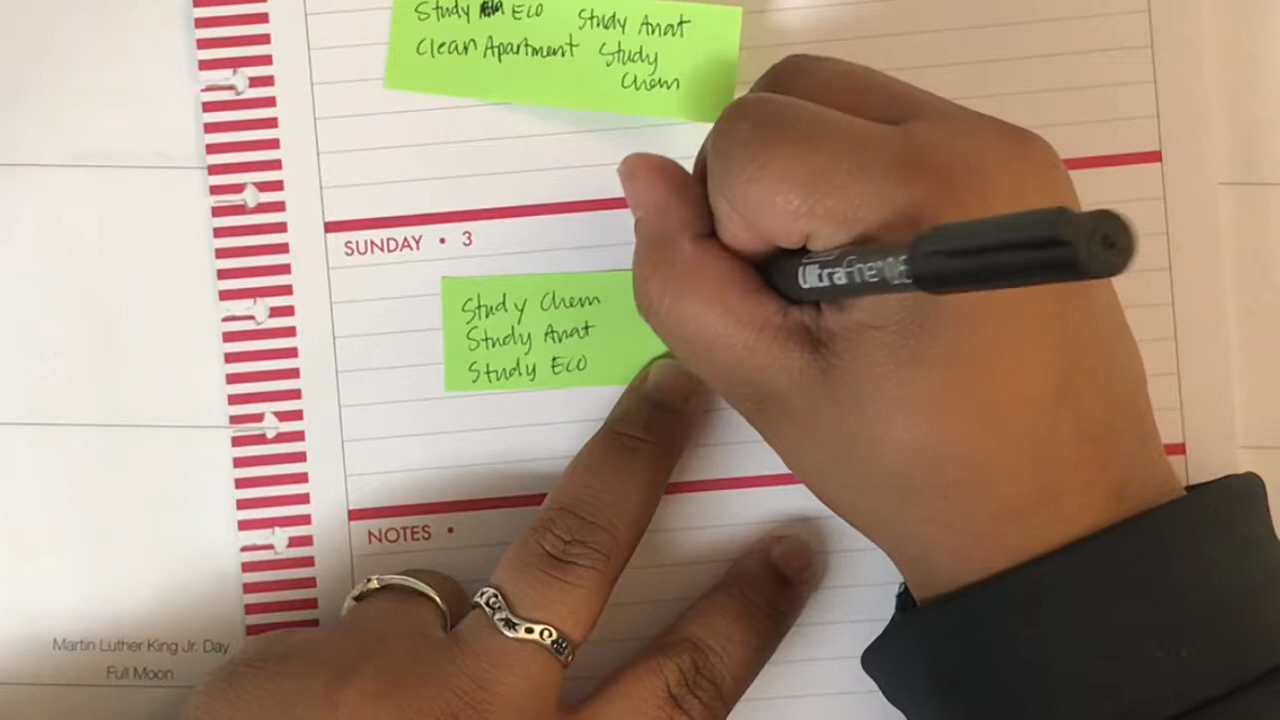 Study Eco Study Anat
Clean Apartment Study
Chem
SUNDAY • 3
Study Chem
Study Anat
Study Eco
UltraFine
NOTES •
Martin Luther King Jr. Day
Full Moon